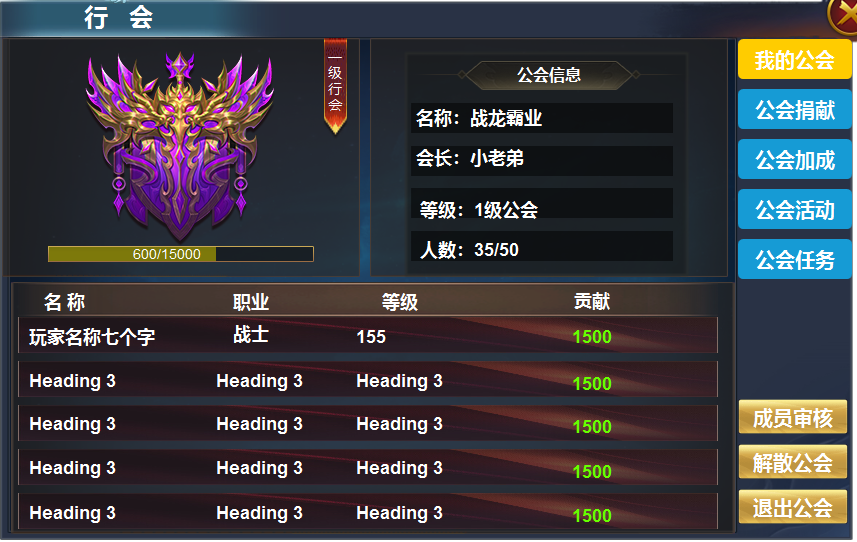 行 会
一级行会
600/15000
公会信息
名称：战龙霸业
会长：小老弟
等级：1级公会
人数：35/50
我的公会
公会捐献
公会加成
公会活动
公会任务
名 称 职业 等级 贡献
玩家名称七个字 战士 155 1500
Heading 3 Heading 3 Heading 3 1500
Heading 3 Heading 3 Heading 3 1500
Heading 3 Heading 3 Heading 3 1500
Heading 3 Heading 3 Heading 3 1500
成员审核
解散公会
退出公会